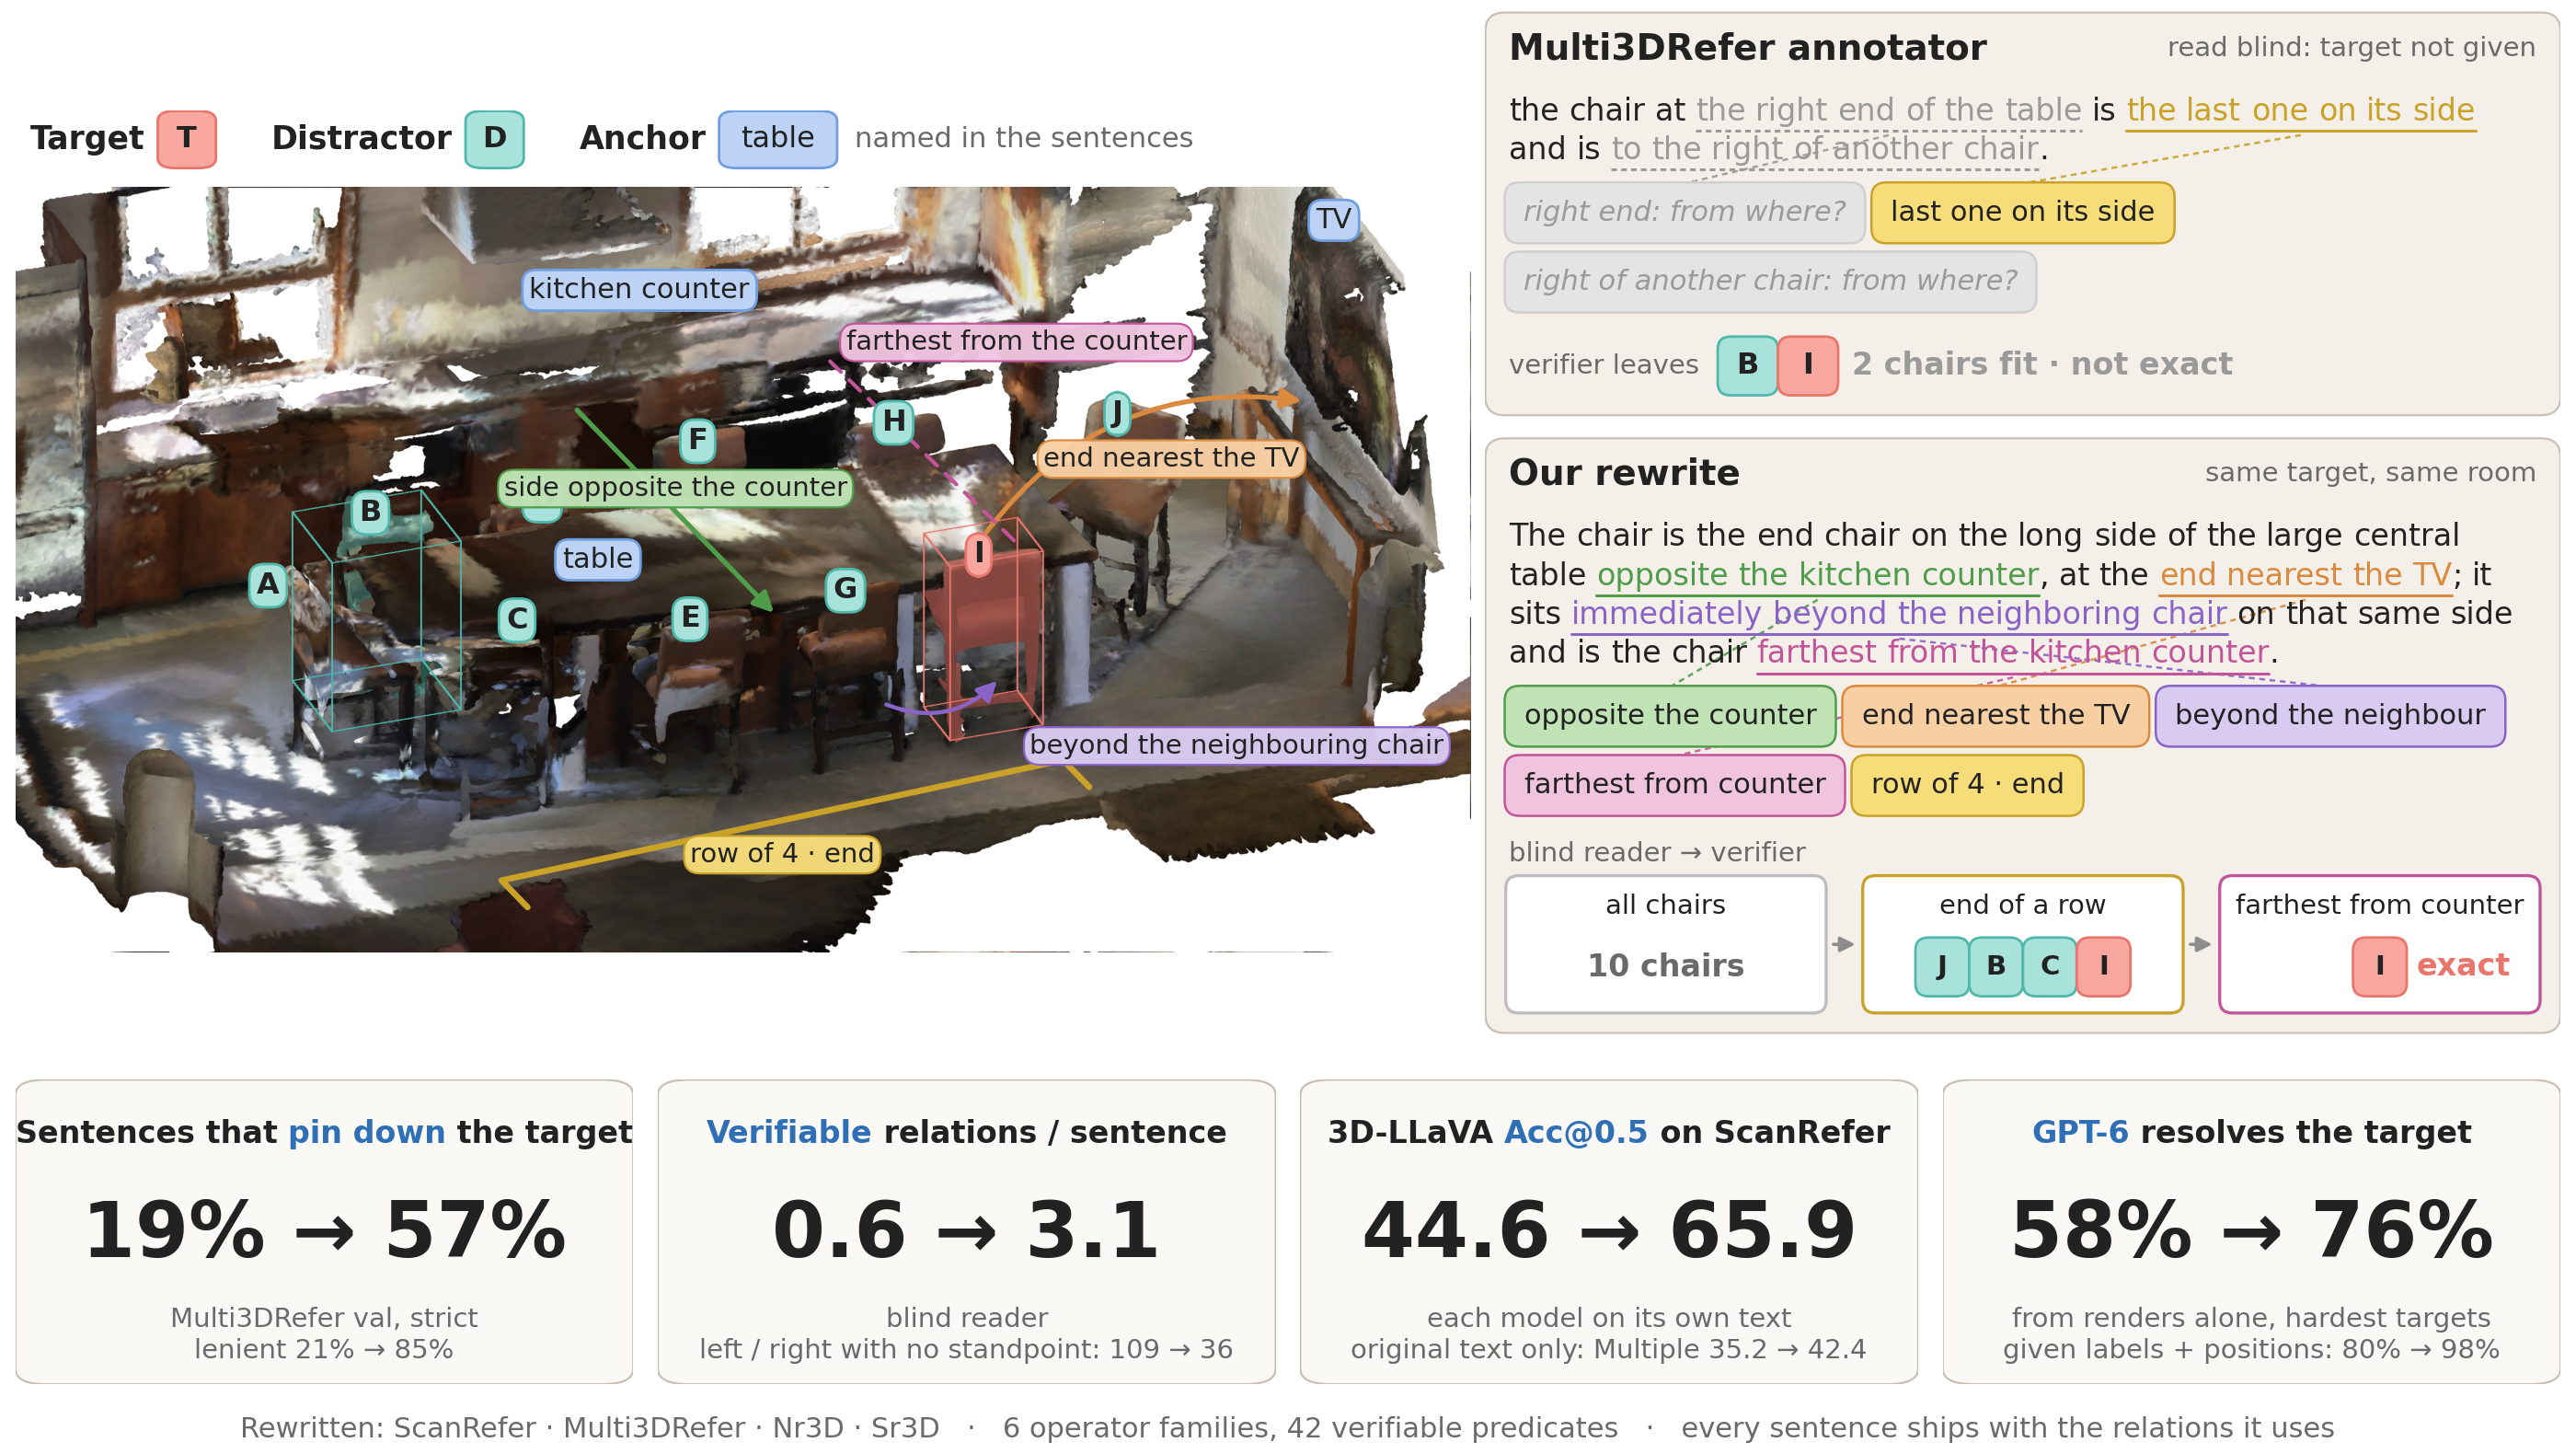 Target T Distractor D Anchor table named in the sentences
TV
kitchen counter
farthest from the counter
J
H
F
end nearest the TV
side opposite the counter
B
I
table
A
G
C
E
beyond the neighbouring chair
row of 4 · end
Multi3DRefer annotator
read blind: target not given
the chair at the right end of the table is the last one on its side
and is to the right of another chair.
right end: from where? last one on its side
right of another chair: from where?
verifier leaves B I 2 chairs fit · not exact
Our rewrite
same target, same room
The chair is the end chair on the long side of the large central
table opposite the kitchen counter, at the end nearest the TV; it
sits immediately beyond the neighboring chair on that same side
and is the chair farthest from the kitchen counter.
opposite the counter end nearest the TV beyond the neighbour
farthest from counter row of 4 · end
blind reader → verifier
all chairs
10 chairs
end of a row
J B C I
farthest from counter
I exact
Sentences that pin down the target
19% → 57%
Multi3DRefer val, strict
lenient 21% → 85%
Verifiable relations / sentence
0.6 → 3.1
blind reader
left / right with no standpoint: 109 → 36
3D-LLaVA Acc@0.5 on ScanRefer
44.6 → 65.9
each model on its own text
original text only: Multiple 35.2 → 42.4
GPT-6 resolves the target
58% → 76%
from renders alone, hardest targets
given labels + positions: 80% → 98%
Rewritten: ScanRefer · Multi3DRefer · Nr3D · Sr3D · 6 operator families, 42 verifiable predicates · every sentence ships with the relations it uses